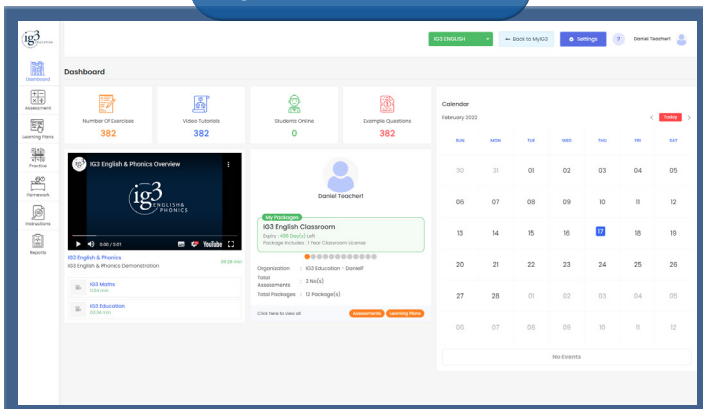 ig3
EDUCATION
IG3 ENGLISH
← Back to MyIG3
Settings
?
Daniel Teacher1
Dashboard
Assessment
Learning Plans
Practice
Homework
Instructions
Reports
Dashboard
Number Of Exercises
382
Video Tutorials
382
Students Online
0
Example Questions
382
IG3 English & Phonics Overview
ig3
ENGLISH &
PHONICS
0:00 / 5:01
YouTube
IG3 English & Phonics
IG3 English & Phonics Demonstration
IG3 Maths
IG3 Education
Daniel Teacher1
My Packages
IG3 English Classroom
Package Includes : 1 Year Classroom License
Organization : IG3 Education - DanielF
Total
Assessments : 2 No(s)
Total Packages : 12 Package(s)
Click here to view all
Assessments
Learning Plans
Calendar
February 2022
< Today >
SUN MON TUE WED THU FRI SAT
30 31 01 02 03 04 05
06 07 08 09 10 11 12
13 14 15 16 17 18 19
20 21 22 23 24 25 26
27 28 01 02 03 04 05
06 07 08 09 10 11 12
No Events